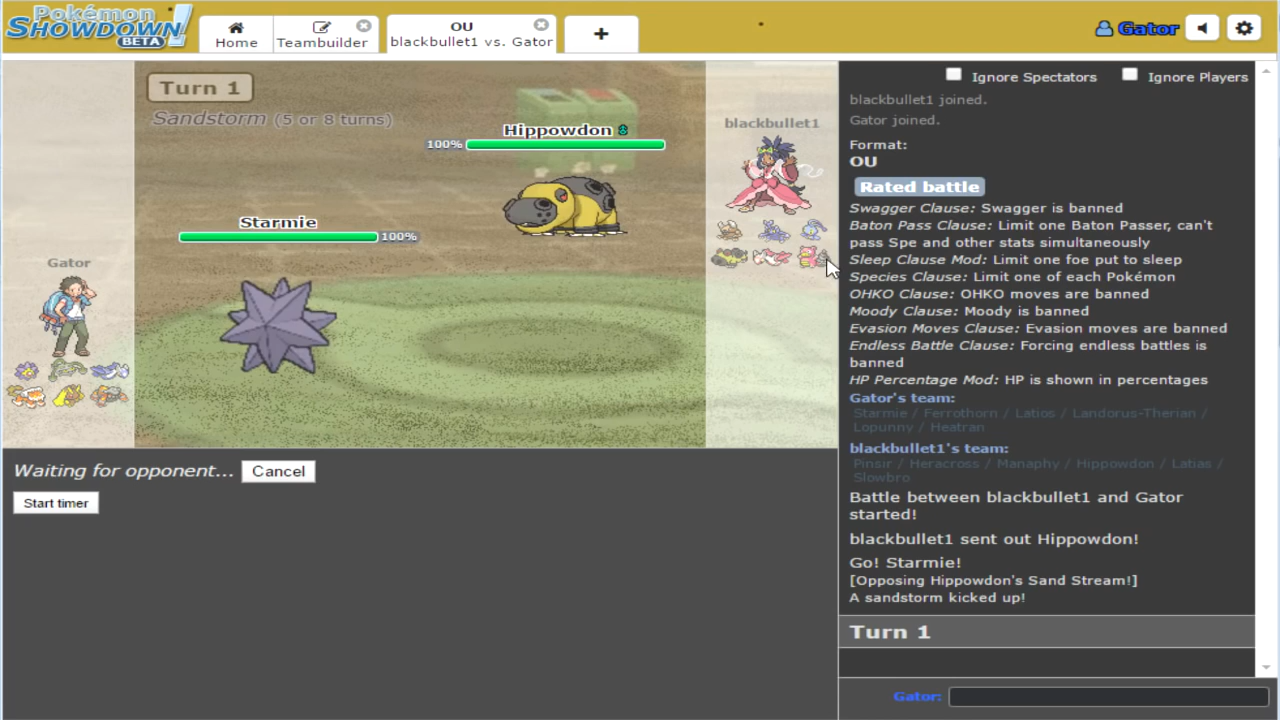 Pokémon
SHOWDOWN!
BETA
Home
Teambuilder
OU
blackbullet1 vs. Gator
+
Gator
Turn 1
Sandstorm (5 or 8 turns)
Hippowdon
100%
Starmie
100%
Gator
blackbullet1
Waiting for opponent... Cancel
Start timer
Ignore Spectators Ignore Players
blackbullet1 joined.
Gator joined.
Format:
OU
Rated battle
Swagger Clause: Swagger is banned
Baton Pass Clause: Limit one Baton Passer, can't
pass Spe and other stats simultaneously
Sleep Clause Mod: Limit one foe put to sleep
Species Clause: Limit one of each Pokémon
OHKO Clause: OHKO moves are banned
Moody Clause: Moody is banned
Evasion Moves Clause: Evasion moves are banned
Endless Battle Clause: Forcing endless battles is
banned
HP Percentage Mod: HP is shown in percentages
Gator's team:
Starmie / Ferrothorn / Latios / Landorus-Therian /
Lopunny / Heatran
blackbullet1's team:
Pinsir / Heracross / Manaphy / Hippowdon / Latias /
Slowbro
Battle between blackbullet1 and Gator
started!
blackbullet1 sent out Hippowdon!
Go! Starmie!
[Opposing Hippowdon's Sand Stream!]
A sandstorm kicked up!
Turn 1
Gator: